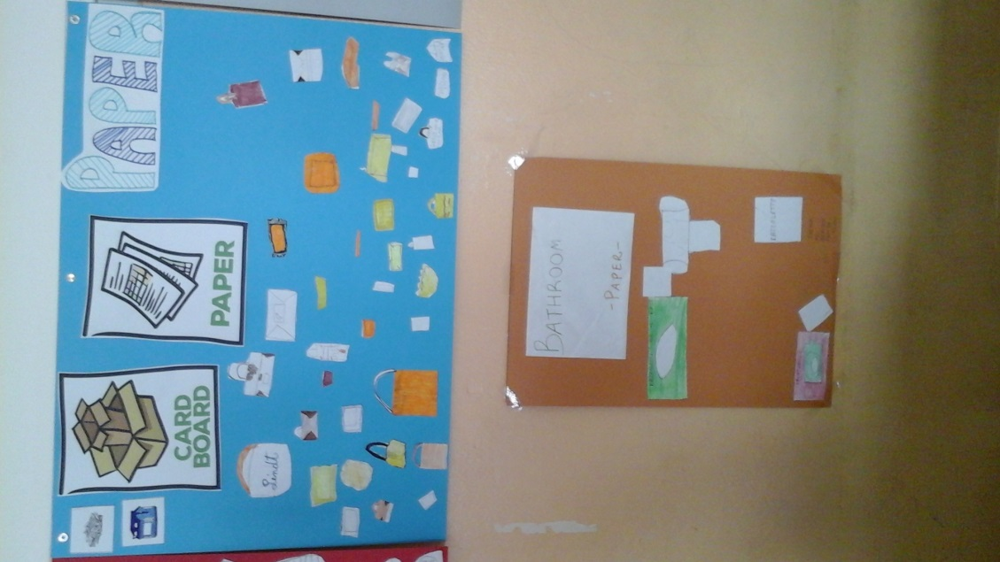 PAPER
CARD
BOARD
PAPER
Lindt
BATHROOM
-PAPER-